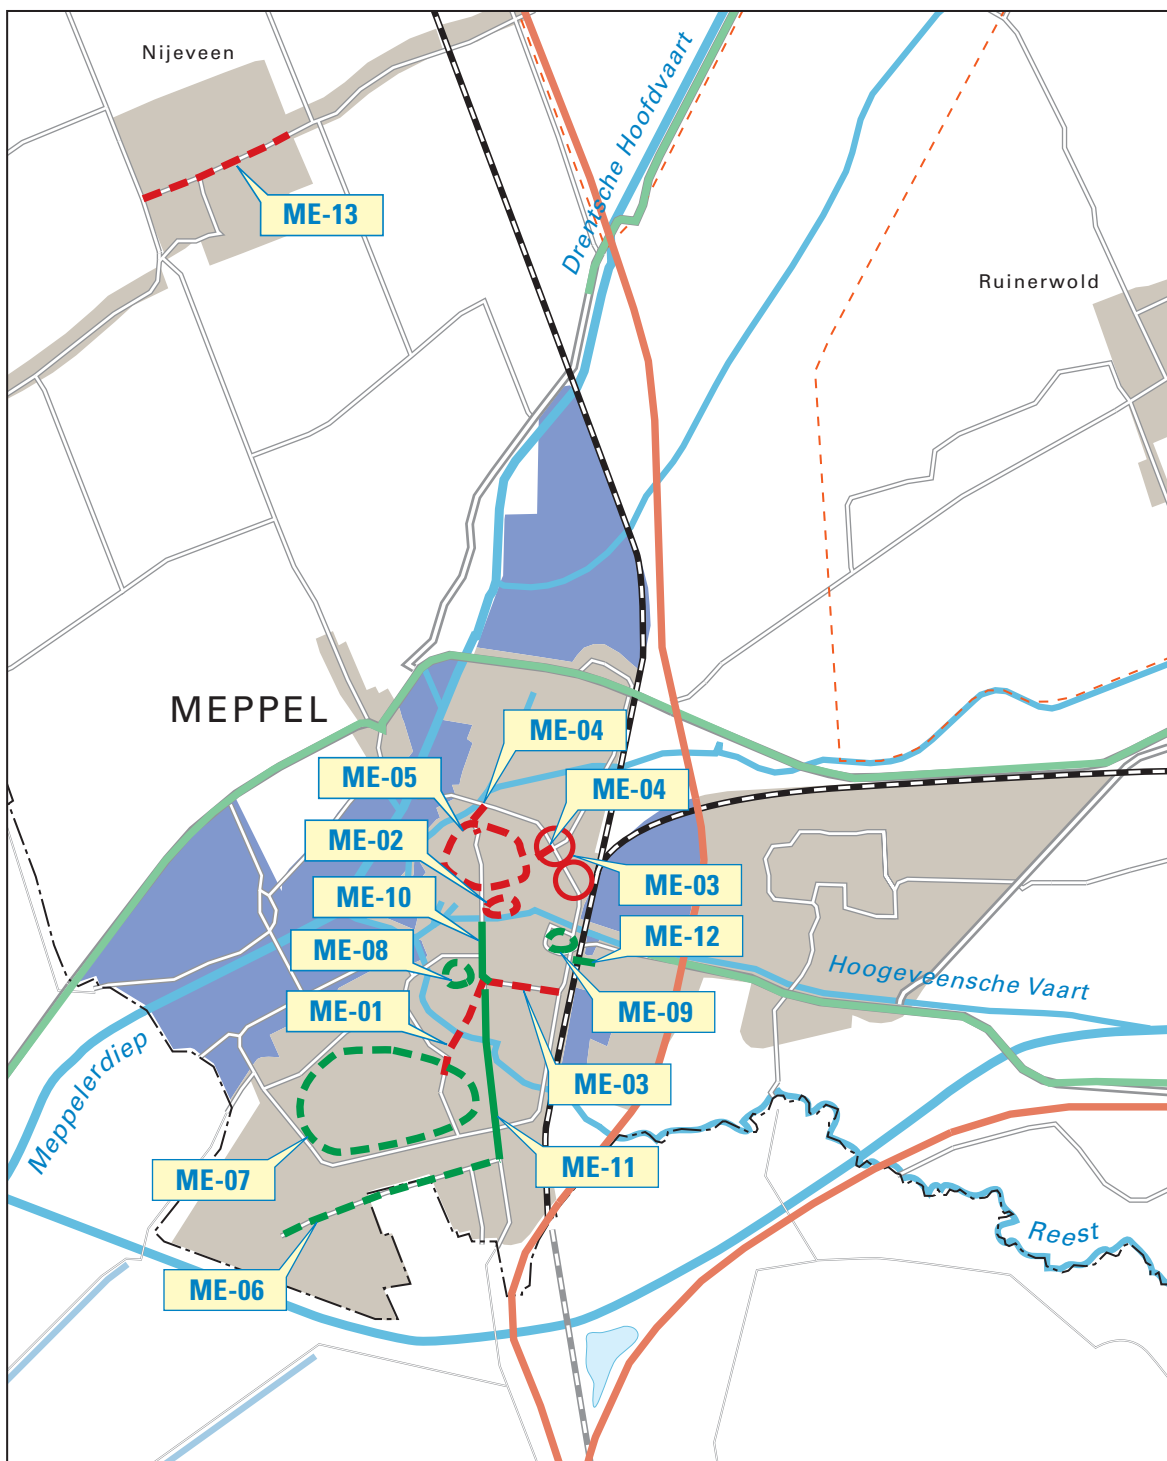 Nijeveen
Drentsche Hoofdvaart
ME-13
Ruinerwold
MEPPEL
ME-04
ME-05
ME-04
ME-02
ME-03
ME-10
ME-12
ME-08
Hoogeveensche Vaart
ME-01
ME-09
Meppelerdiep
ME-03
ME-07
ME-11
Reest
ME-06